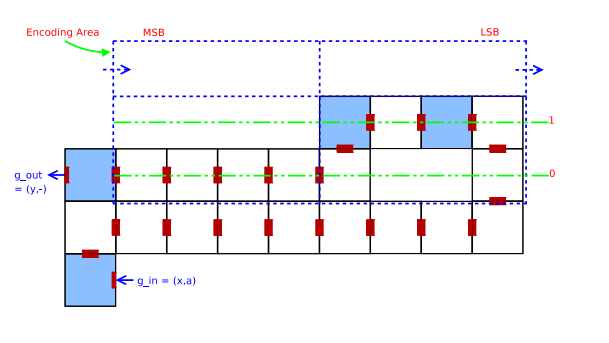 Encoding Area
MSB
LSB
1
0
g_out
= (y,-)
g_in = (x,a)